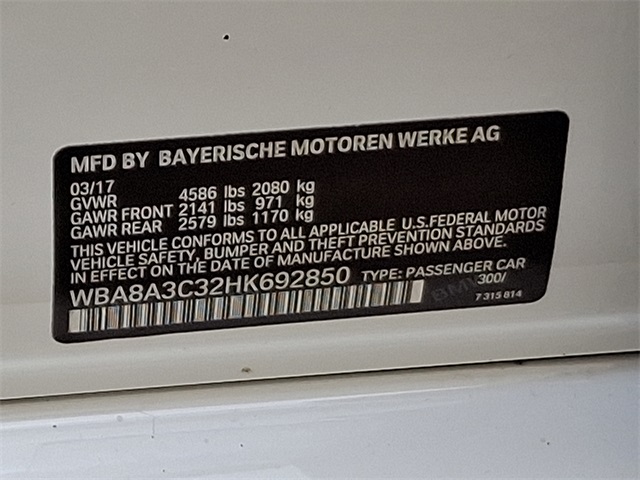 MFD BY BAYERISCHE MOTOREN WERKE AG
03/17
GVWR 4586 lbs 2080 kg
GAWR FRONT 2141 lbs 971 kg
GAWR REAR 2579 lbs 1170 kg
THIS VEHICLE CONFORMS TO ALL APPLICABLE U.S.FEDERAL MOTOR
VEHICLE SAFETY, BUMPER AND THEFT PREVENTION STANDARDS
IN EFFECT ON THE DATE OF MANUFACTURE SHOWN ABOVE.
WBA8A3C32HK692850 TYPE: PASSENGER CAR
300/
BMW
7 315 814